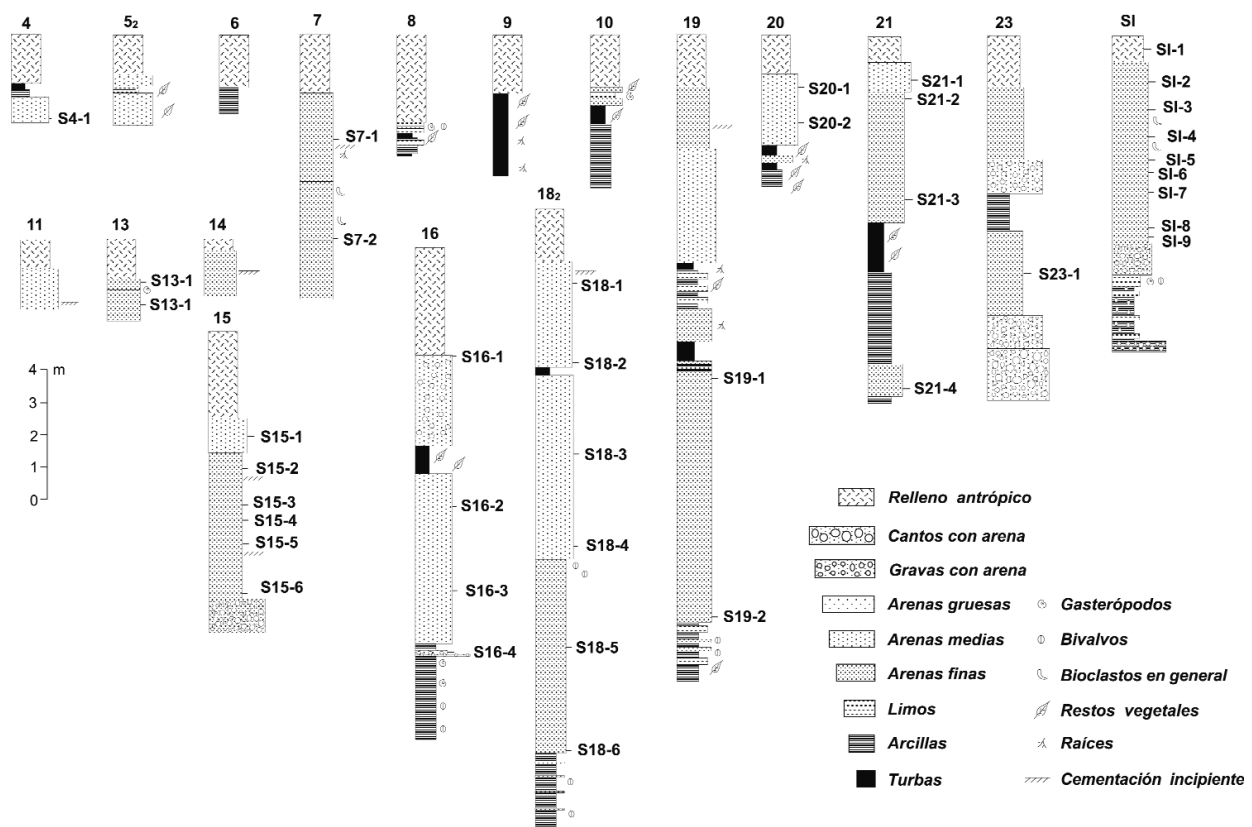 4
5₂
6
7
8
9
10
19
20
21
23
SI
S4-1
S7-1
S7-2
S20-1
S20-2
S21-1
S21-2
S21-3
S21-4
S23-1
SI-1
SI-2
SI-3
SI-4
SI-5
SI-6
SI-7
SI-8
SI-9
11
13
14
16
18₂
S13-1
S13-1
15
S15-1
S15-2
S15-3
S15-4
S15-5
S15-6
S16-1
S16-2
S16-3
S16-4
S18-1
S18-2
S18-3
S18-4
S18-5
S18-6
S19-1
S19-2
4 m
3
2
1
0
Relleno antrópico
Cantos con arena
Gravas con arena
Arenas gruesas
Arenas medias
Arenas finas
Limos
Arcillas
Turbas
Gasterópodos
Bivalvos
Bioclastos en general
Restos vegetales
Raíces
Cementación incipiente